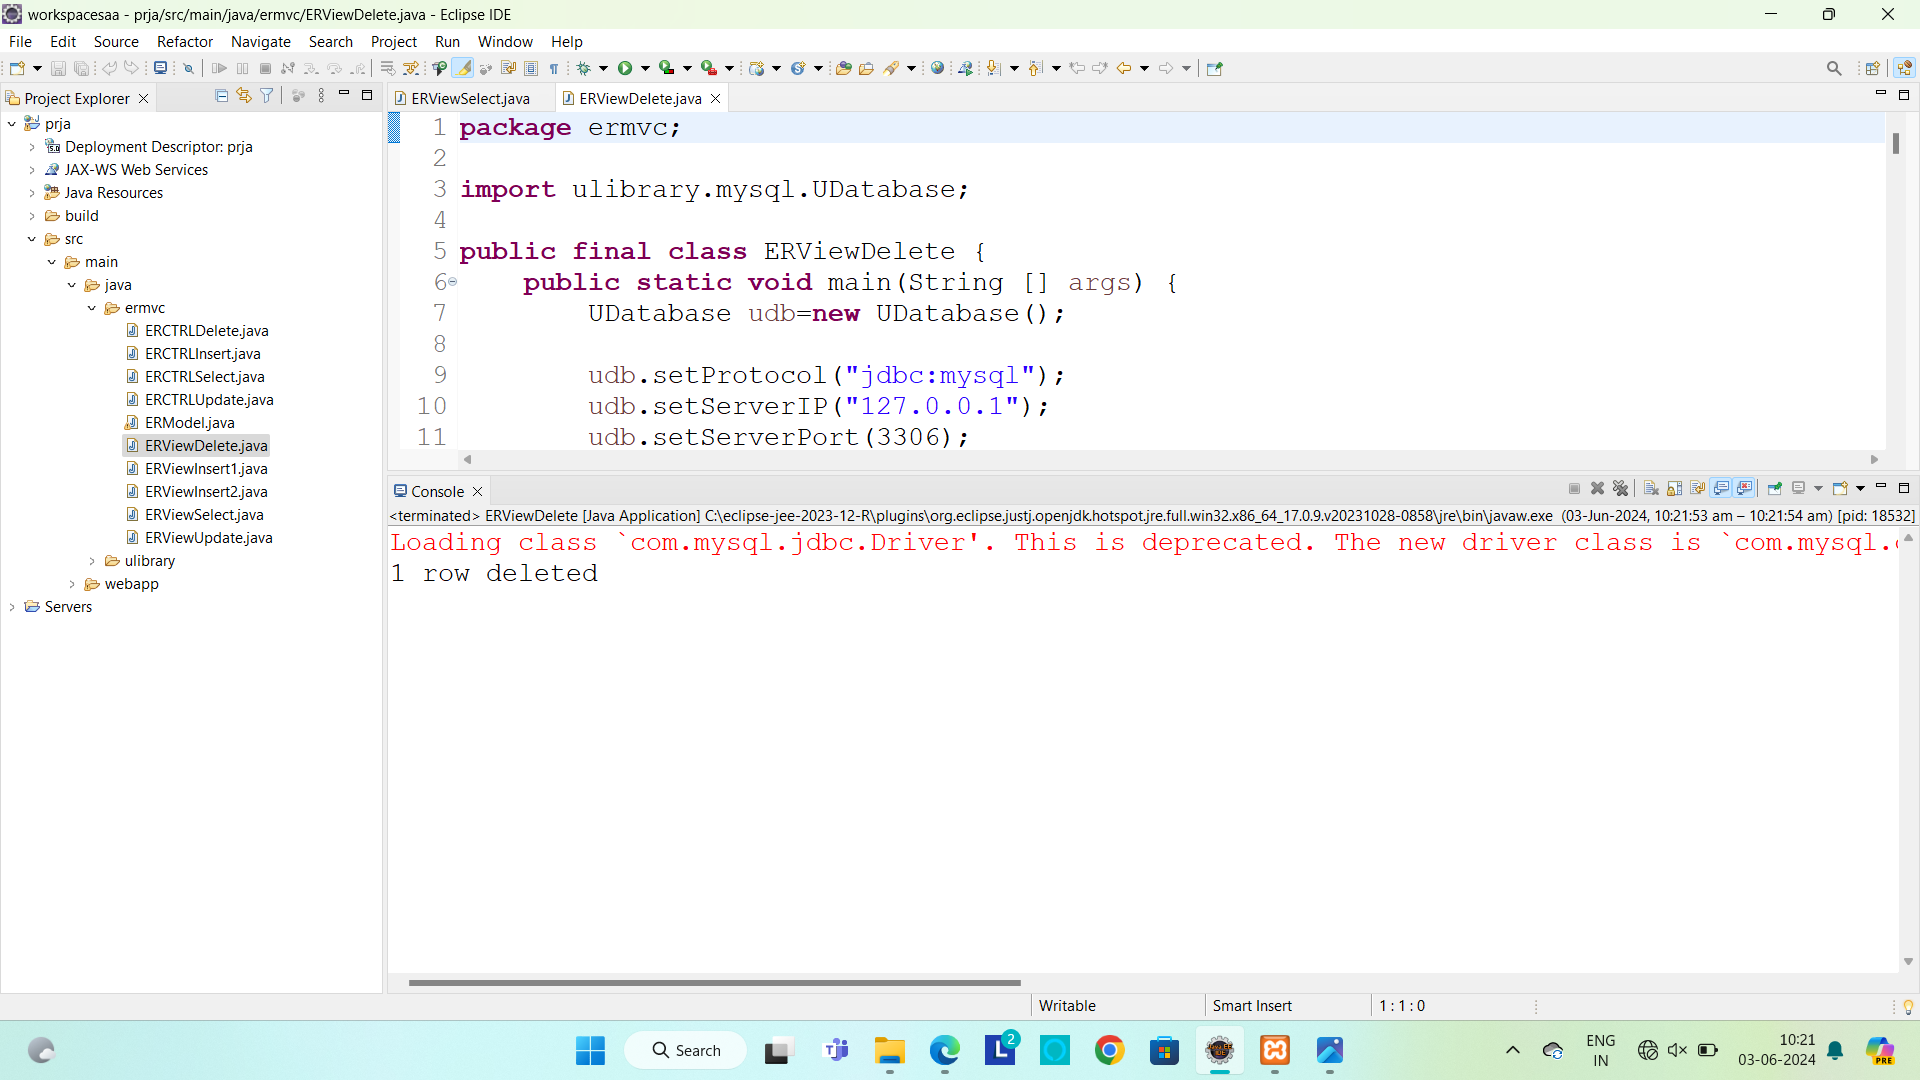 workspacesaa - prja/src/main/java/ermvc/ERViewDelete.java - Eclipse IDE
File Edit Source Refactor Navigate Search Project Run Window Help
Project Explorer
prja
Deployment Descriptor: prja
JAX-WS Web Services
Java Resources
build
src
main
java
ermvc
ERCTRLDelete.java
ERCTRLInsert.java
ERCTRLSelect.java
ERCTRLUpdate.java
ERModel.java
ERViewDelete.java
ERViewInsert1.java
ERViewInsert2.java
ERViewSelect.java
ERViewUpdate.java
ulibrary
webapp
Servers
ERViewSelect.java ERViewDelete.java
1 package ermvc;
2
3 import ulibrary.mysql.UDatabase;
4
5 public final class ERViewDelete {
6 public static void main(String [] args) {
7 UDatabase udb=new UDatabase();
8
9 udb.setProtocol("jdbc:mysql");
10 udb.setServerIP("127.0.0.1");
11 udb.setServerPort(3306);
Console
<terminated> ERViewDelete [Java Application] C:\eclipse-jee-2023-12-R\plugins\org.eclipse.justj.openjdk.hotspot.jre.full.win32.x86_64_17.0.9.v20231028-0858\jre\bin\javaw.exe (03-Jun-2024, 10:21:53 am – 10:21:54 am) [pid: 18532]
Loading class `com.mysql.jdbc.Driver'. This is deprecated. The new driver class is `com.mysql.
1 row deleted
Writable Smart Insert 1 : 1 : 0
Search
2
ENG
IN
10:21
03-06-2024
PRE